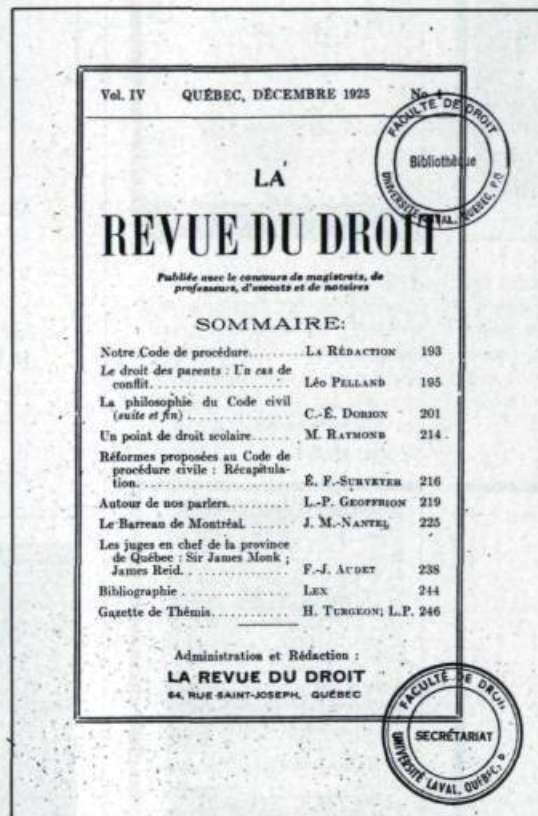 Vol. IV QUÉBEC, DÉCEMBRE 1925 No 4
FACULTÉ DE DROIT
Bibliothèque
UNIVERSITÉ LAVAL, QUÉBEC, P.Q.
LA
REVUE DU DROIT
Publiée avec le concours de magistrats, de
professeurs, d'avocats et de notaires
SOMMAIRE:
Notre Code de procédure....... LA RÉDACTION 193
Le droit des parents : Un cas de
conflit....................... LÉO PELLAND 195
La philosophie du Code civil
(suite et fin) ................ C.-É. DORION 201
Un point de droit scolaire...... M. RAYMOND 214
Réformes proposées au Code de
procédure civile : Récapitula-
tion.......................... É. F.-SURVEYER 216
Autour de nos parlers.......... L.-P. GEOFFRION 219
Le Barreau de Montréal........ J. M.-NANTEL 225
Les juges en chef de la province
de Québec : Sir James Monk ;
James Reid................... F.-J. AUDET 238
Bibliographie ................. LEX 244
Gazette de Thémis............. H. TURGEON; L.P. 246
Administration et Rédaction :
LA REVUE DU DROIT
64, RUE SAINT-JOSEPH, QUÉBEC
FACULTÉ DE DROIT
SECRÉTARIAT
UNIVERSITÉ LAVAL, QUÉBEC, P.